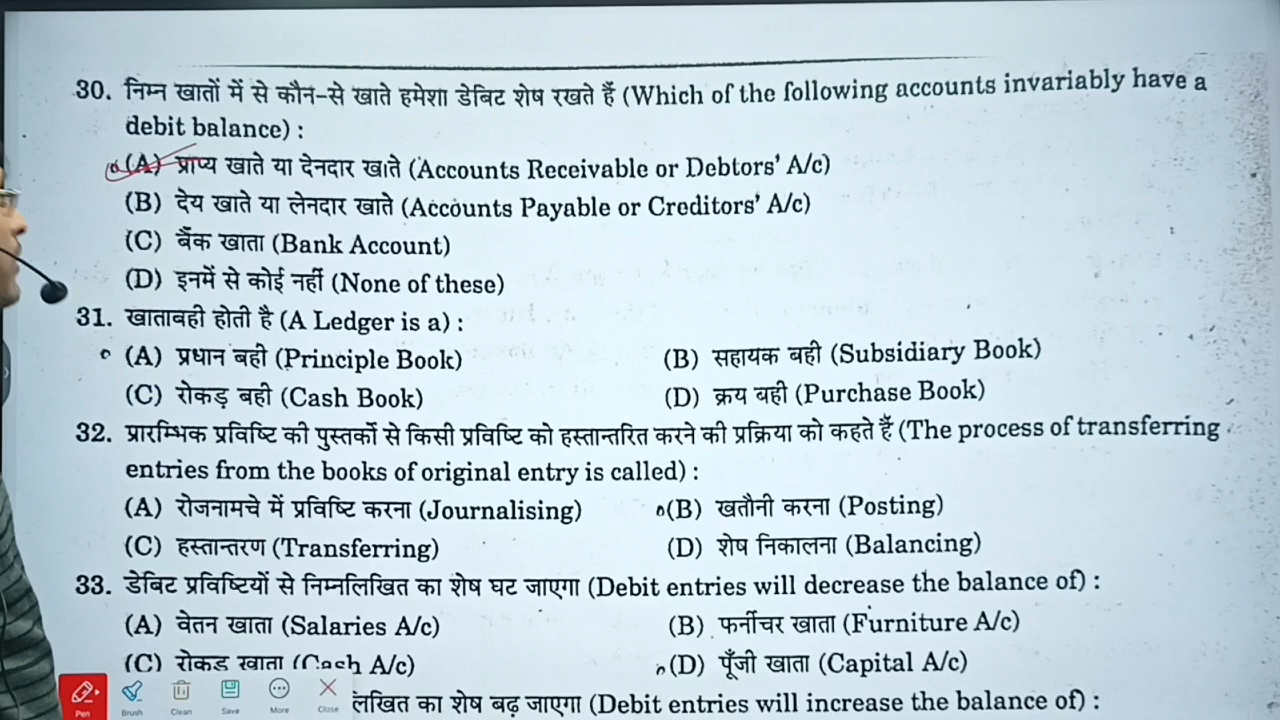 30. निम्न खातों में से कौन-से खाते हमेशा डेबिट शेष रखते हैं (Which of the following accounts invariably have a
debit balance) :
(A) प्राप्य खाते या देनदार खाते (Accounts Receivable or Debtors' A/c)
(B) देय खाते या लेनदार खाते (Accounts Payable or Creditors' A/c)
(C) बैंक खाता (Bank Account)
(D) इनमें से कोई नहीं (None of these)
31. खाताबही होती है (A Ledger is a) :
(A) प्रधान बही (Principle Book) (B) सहायक बही (Subsidiary Book)
(C) रोकड़ बही (Cash Book) (D) क्रय बही (Purchase Book)
32. प्रारम्भिक प्रविष्टि की पुस्तकों से किसी प्रविष्टि को हस्तान्तरित करने की प्रक्रिया को कहते हैं (The process of transferring
entries from the books of original entry is called) :
(A) रोजनामचे में प्रविष्टि करना (Journalising) (B) खतौनी करना (Posting)
(C) हस्तान्तरण (Transferring) (D) शेष निकालना (Balancing)
33. डेबिट प्रविष्टियों से निम्नलिखित का शेष घट जाएगा (Debit entries will decrease the balance of) :
(A) वेतन खाता (Salaries A/c) (B) फर्नीचर खाता (Furniture A/c)
(C) रोकड़ खाता (Cash A/c) (D) पूँजी खाता (Capital A/c)
लिखित का शेष बढ़ जाएगा (Debit entries will increase the balance of) :
Pen Brush Clean Save More Close